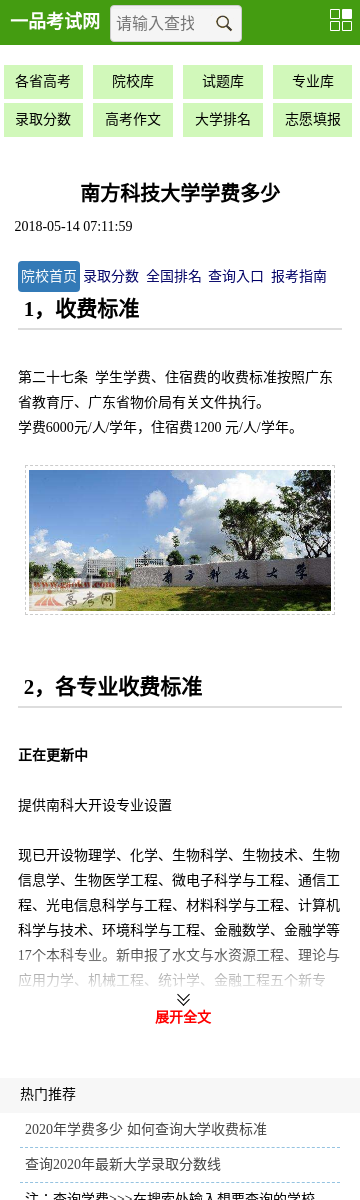 一品考试网 请输入查找
各省高考 院校库 试题库 专业库
录取分数 高考作文 大学排名 志愿填报
南方科技大学学费多少
2018-05-14 07:11:59
院校首页 录取分数 全国排名 查询入口 报考指南
1，收费标准
第二十七条 学生学费、住宿费的收费标准按照广东
省教育厅、广东省物价局有关文件执行。
学费6000元/人/学年，住宿费1200 元/人/学年。
南方科技大学
高考网
2，各专业收费标准
正在更新中
提供南科大开设专业设置
现已开设物理学、化学、生物科学、生物技术、生物
信息学、生物医学工程、微电子科学与工程、通信工
程、光电信息科学与工程、材料科学与工程、计算机
科学与技术、环境科学与工程、金融数学、金融学等
17个本科专业。新申报了水文与水资源工程、理论与
应用力学、机械工程、统计学、金融工程五个新专
展开全文
热门推荐
2020年学费多少 如何查询大学收费标准
查询2020年最新大学录取分数线
注：查询学费>>>在搜索处输入想要查询的学校